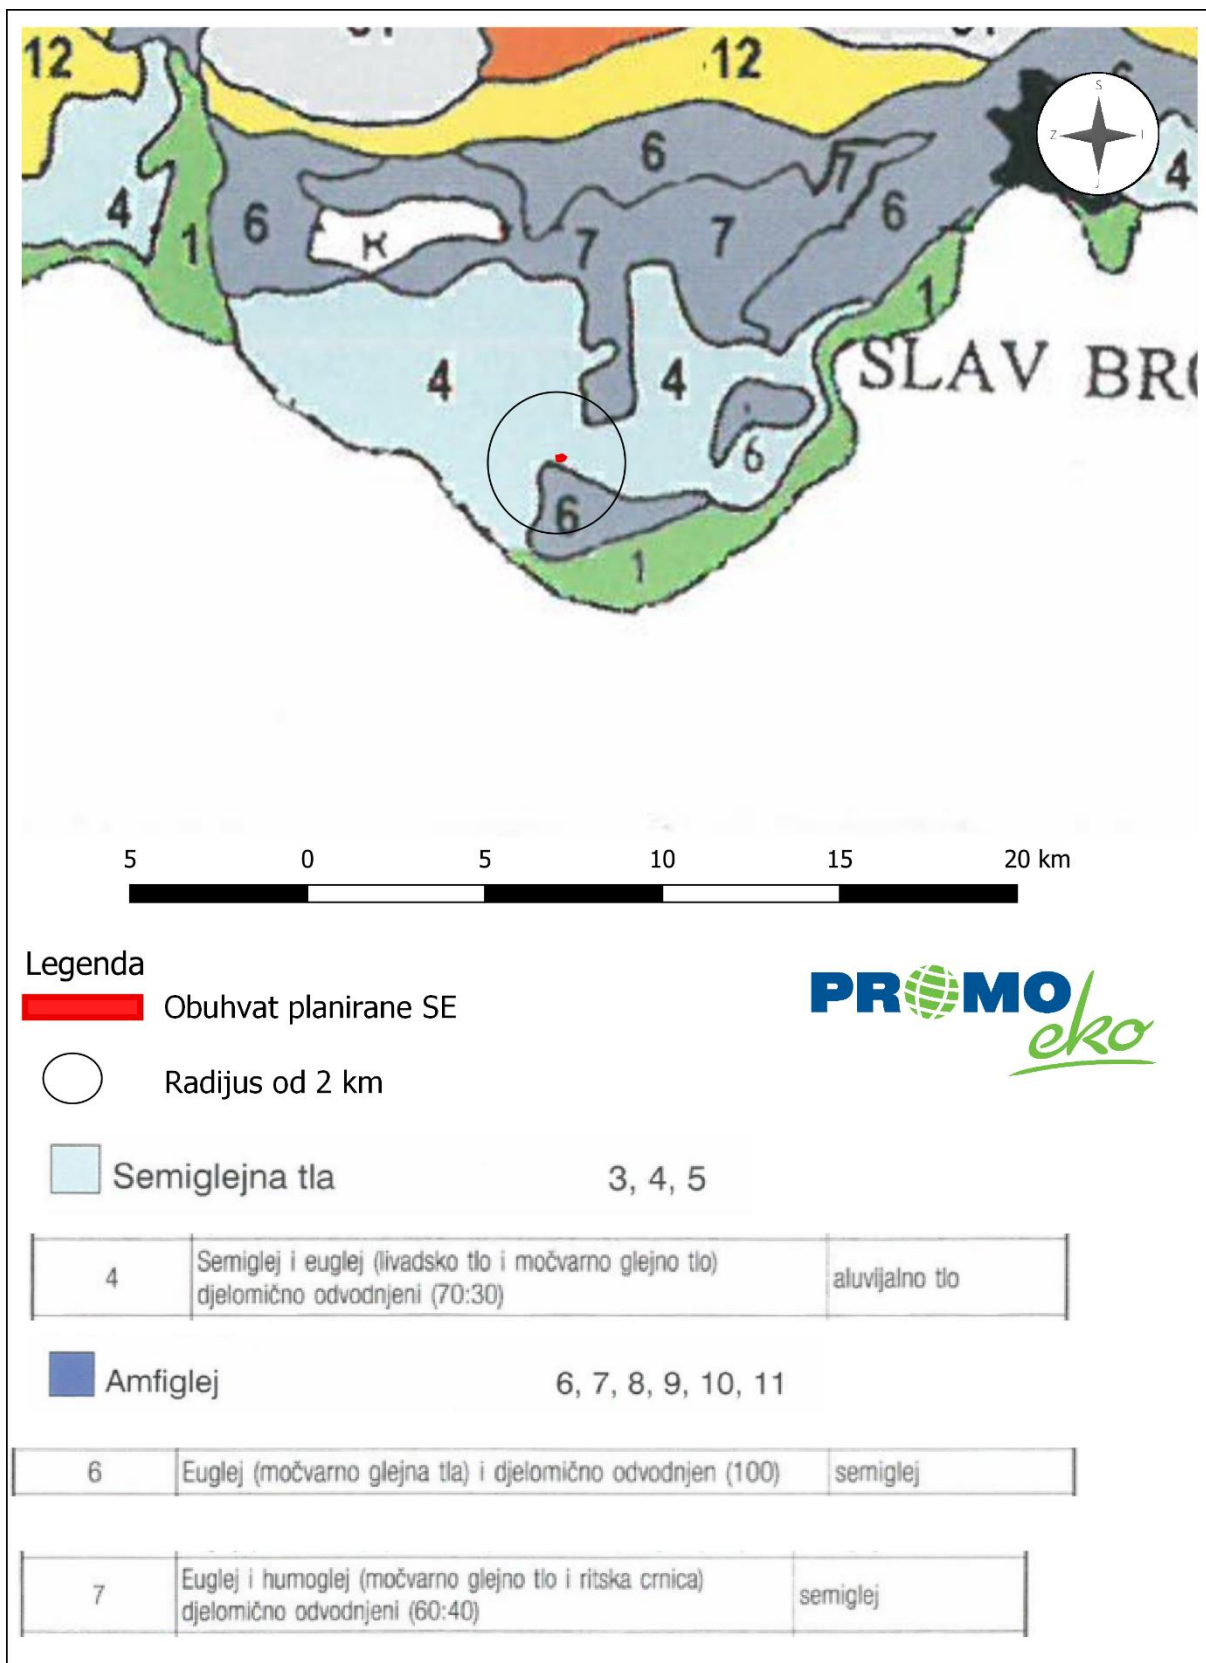 12
12
S
Z
I
J
6
7
4
4
1
6
K
7
7
6
1
4
4
SLAV BRO
6
6
1
5 0 5 10 15 20 km
Legenda
Obuhvat planirane SE
Radijus od 2 km
PROMO
eko
Semiglejna tla 3, 4, 5
4 Semiglej i euglej (livadsko tlo i močvarno glejno tlo) aluvijalno tlo
djelomično odvodnjeni (70:30)
Amfiglej 6, 7, 8, 9, 10, 11
6 Euglej (močvarno glejna tla) i djelomično odvodnjen (100) semiglej
7 Euglej i humoglej (močvarno glejno tlo i ritska crnica) semiglej
djelomično odvodnjeni (60:40)